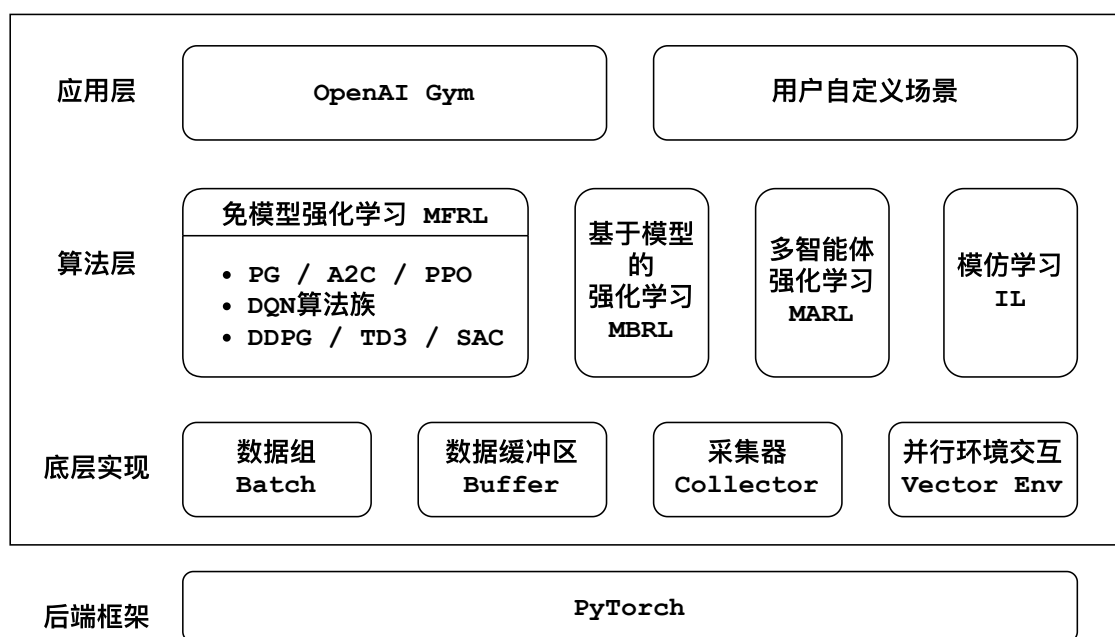 应用层
OpenAI Gym
用户自定义场景
算法层
免模型强化学习 MFRL
• PG / A2C / PPO
• DQN算法族
• DDPG / TD3 / SAC
基于模型
的
强化学习
MBRL
多智能体
强化学习
MARL
模仿学习
IL
底层实现
数据组
Batch
数据缓冲区
Buffer
采集器
Collector
并行环境交互
Vector Env
后端框架
PyTorch